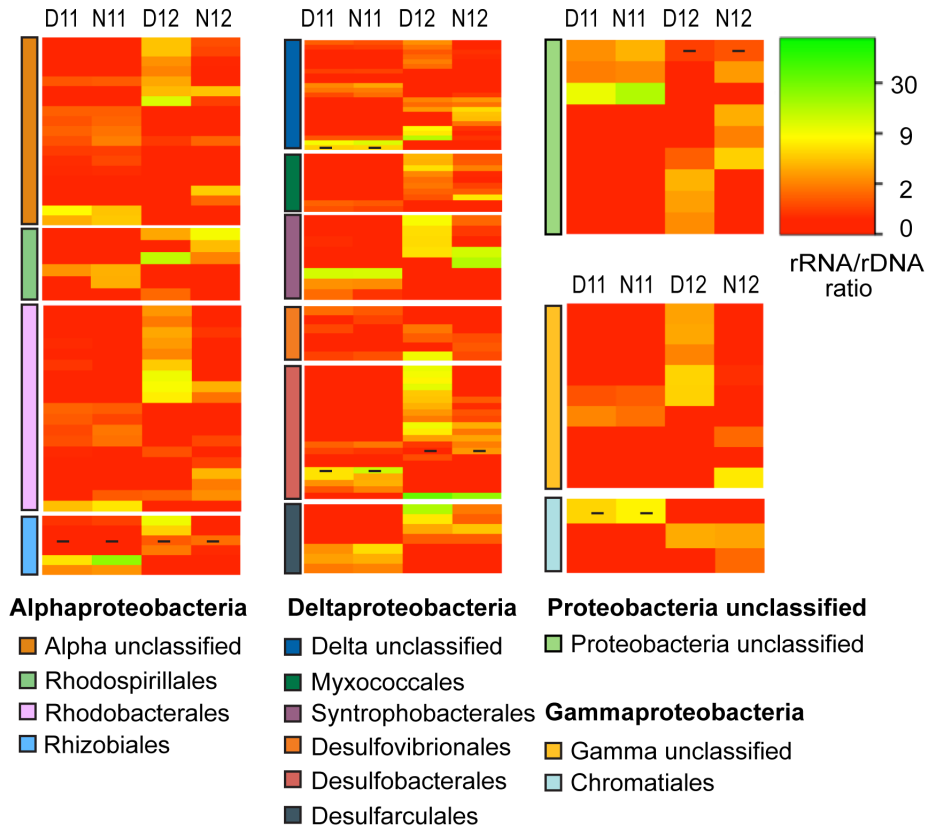 D11 N11 D12 N12
D11 N11 D12 N12
D11 N11 D12 N12
30
9
2
0
rRNA/rDNA
ratio
D11 N11 D12 N12
Alphaproteobacteria
Alpha unclassified
Rhodospirillales
Rhodobacterales
Rhizobiales
Deltaproteobacteria
Delta unclassified
Myxococcales
Syntrophobacterales
Desulfovibrionales
Desulfobacterales
Desulfarculales
Proteobacteria unclassified
Proteobacteria unclassified
Gammaproteobacteria
Gamma unclassified
Chromatiales